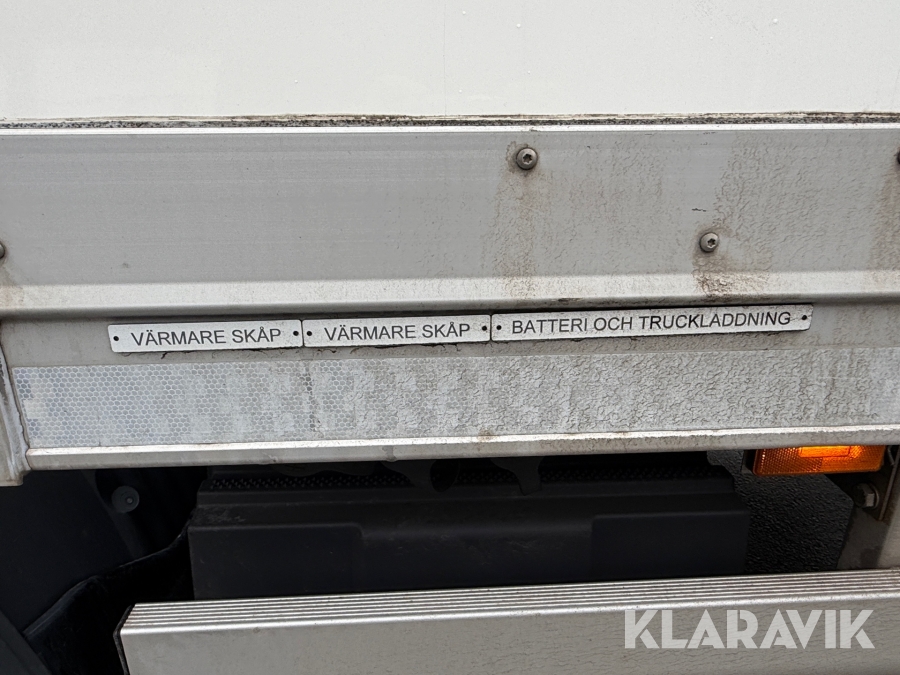 VÄRMARE SKÅP
VÄRMARE SKÅP
BATTERI OCH TRUCKLADDNING
KLARAVIK